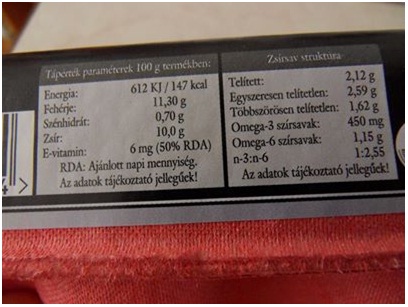 Tápérték paraméterek 100 g termékben:
Energia: 612 KJ / 147 kcal
Fehérje: 11,30 g
Szénhidrát: 0,70 g
Zsír: 10,0 g
E-vitamin: 6 mg (50% RDA)
RDA: Ajánlott napi mennyiség.
Az adatok tájékoztató jellegűek!
Zsírsav struktúra
Telített: 2,12 g
Egyszeresen telítetlen: 2,59 g
Többszörösen telítetlen: 1,62 g
Omega-3 szírsavak: 450 mg
Omega-6 szírsavak: 1,15 g
n-3:n-6 1:2,55
Az adatok tájékoztató jellegűek!